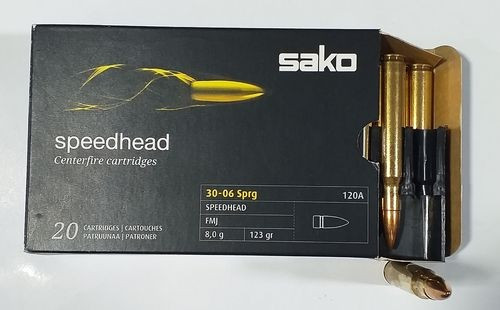 sako
speedhead
Centerfire cartridges
30-06 Sprg 120A
SPEEDHEAD
FMJ
8,0 g 123 gr
20 CARTRIDGES | CARTOUCHES
PATRUUNAA | PATRONER